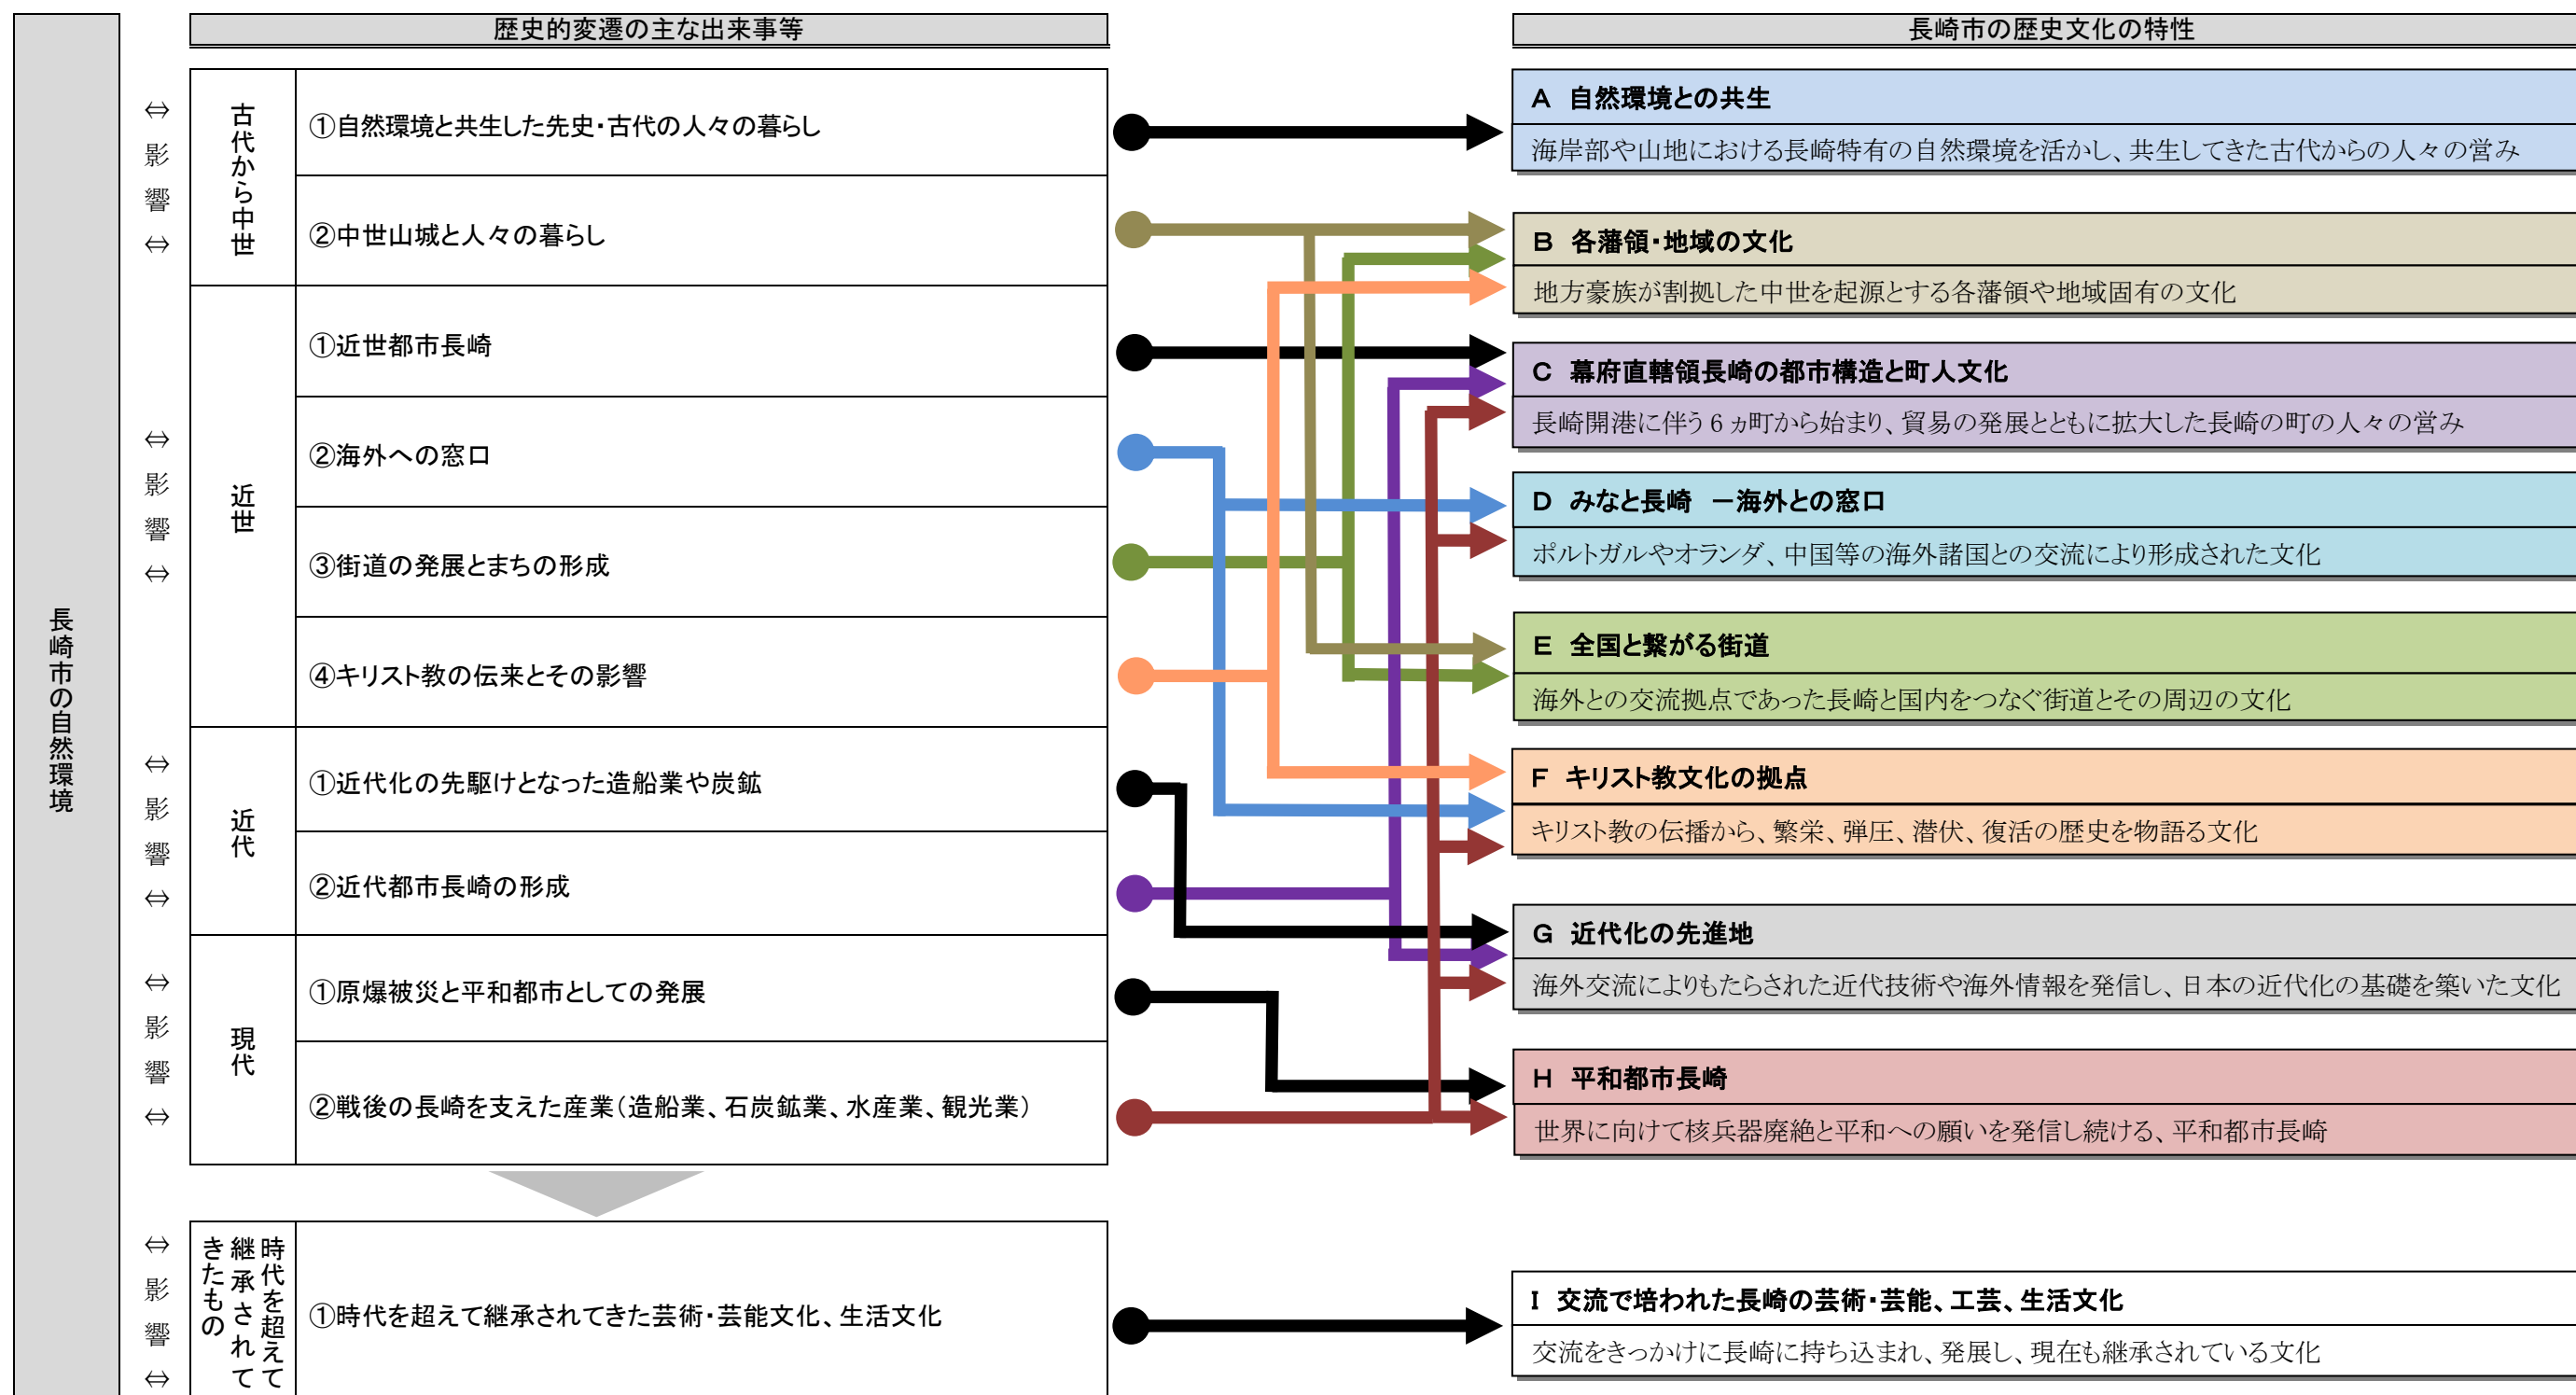 歴史的変遷の主な出来事等
長崎市の歴史文化の特性
長崎市の自然環境
⇔影響⇔
古代から中世
①自然環境と共生した先史・古代の人々の暮らし
②中世山城と人々の暮らし
⇔影響⇔
近世
①近世都市長崎
②海外への窓口
③街道の発展とまちの形成
④キリスト教の伝来とその影響
⇔影響⇔
近代
①近代化の先駆けとなった造船業や炭鉱
②近代都市長崎の形成
⇔影響⇔
現代
①原爆被災と平和都市としての発展
②戦後の長崎を支えた産業(造船業、石炭鉱業、水産業、観光業)
⇔影響⇔
時代を超えて
継承されて
きたもの
①時代を超えて継承されてきた芸術・芸能文化、生活文化
A 自然環境との共生
海岸部や山地における長崎特有の自然環境を活かし、共生してきた古代からの人々の営み
B 各藩領・地域の文化
地方豪族が割拠した中世を起源とする各藩領や地域固有の文化
C 幕府直轄領長崎の都市構造と町人文化
長崎開港に伴う6ヵ町から始まり、貿易の発展とともに拡大した長崎の町の人々の営み
D みなと長崎 ー海外との窓口
ポルトガルやオランダ、中国等の海外諸国との交流により形成された文化
E 全国と繋がる街道
海外との交流拠点であった長崎と国内をつなぐ街道とその周辺の文化
F キリスト教文化の拠点
キリスト教の伝播から、繁栄、弾圧、潜伏、復活の歴史を物語る文化
G 近代化の先進地
海外交流によりもたらされた近代技術や海外情報を発信し、日本の近代化の基礎を築いた文化
H 平和都市長崎
世界に向けて核兵器廃絶と平和への願いを発信し続ける、平和都市長崎
I 交流で培われた長崎の芸術・芸能、工芸、生活文化
交流をきっかけに長崎に持ち込まれ、発展し、現在も継承されている文化